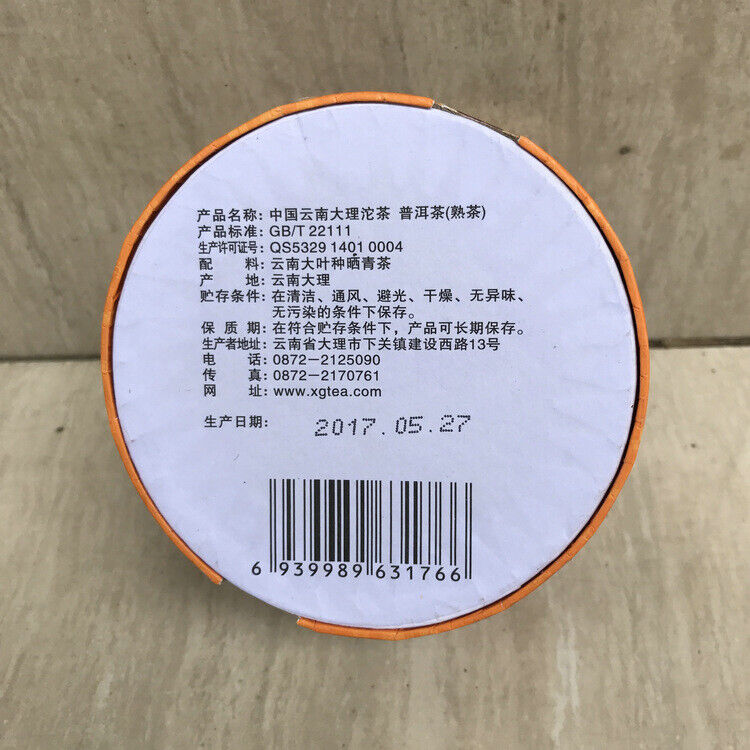 产品名称: 中国云南大理沱茶 普洱茶(熟茶)
产品标准: GB/T 22111
生产许可证号: QS5329 1401 0004
配 料: 云南大叶种晒青茶
产 地: 云南大理
贮存条件: 在清洁、通风、避光、干燥、无异味、
无污染的条件下保存。
保 质 期: 在符合贮存条件下，产品可长期保存。
生产者地址: 云南省大理市下关镇建设西路13号
电 话: 0872-2125090
传 真: 0872-2170761
网 址: www.xgtea.com
生产日期: 2017.05.27
6 939989 631766